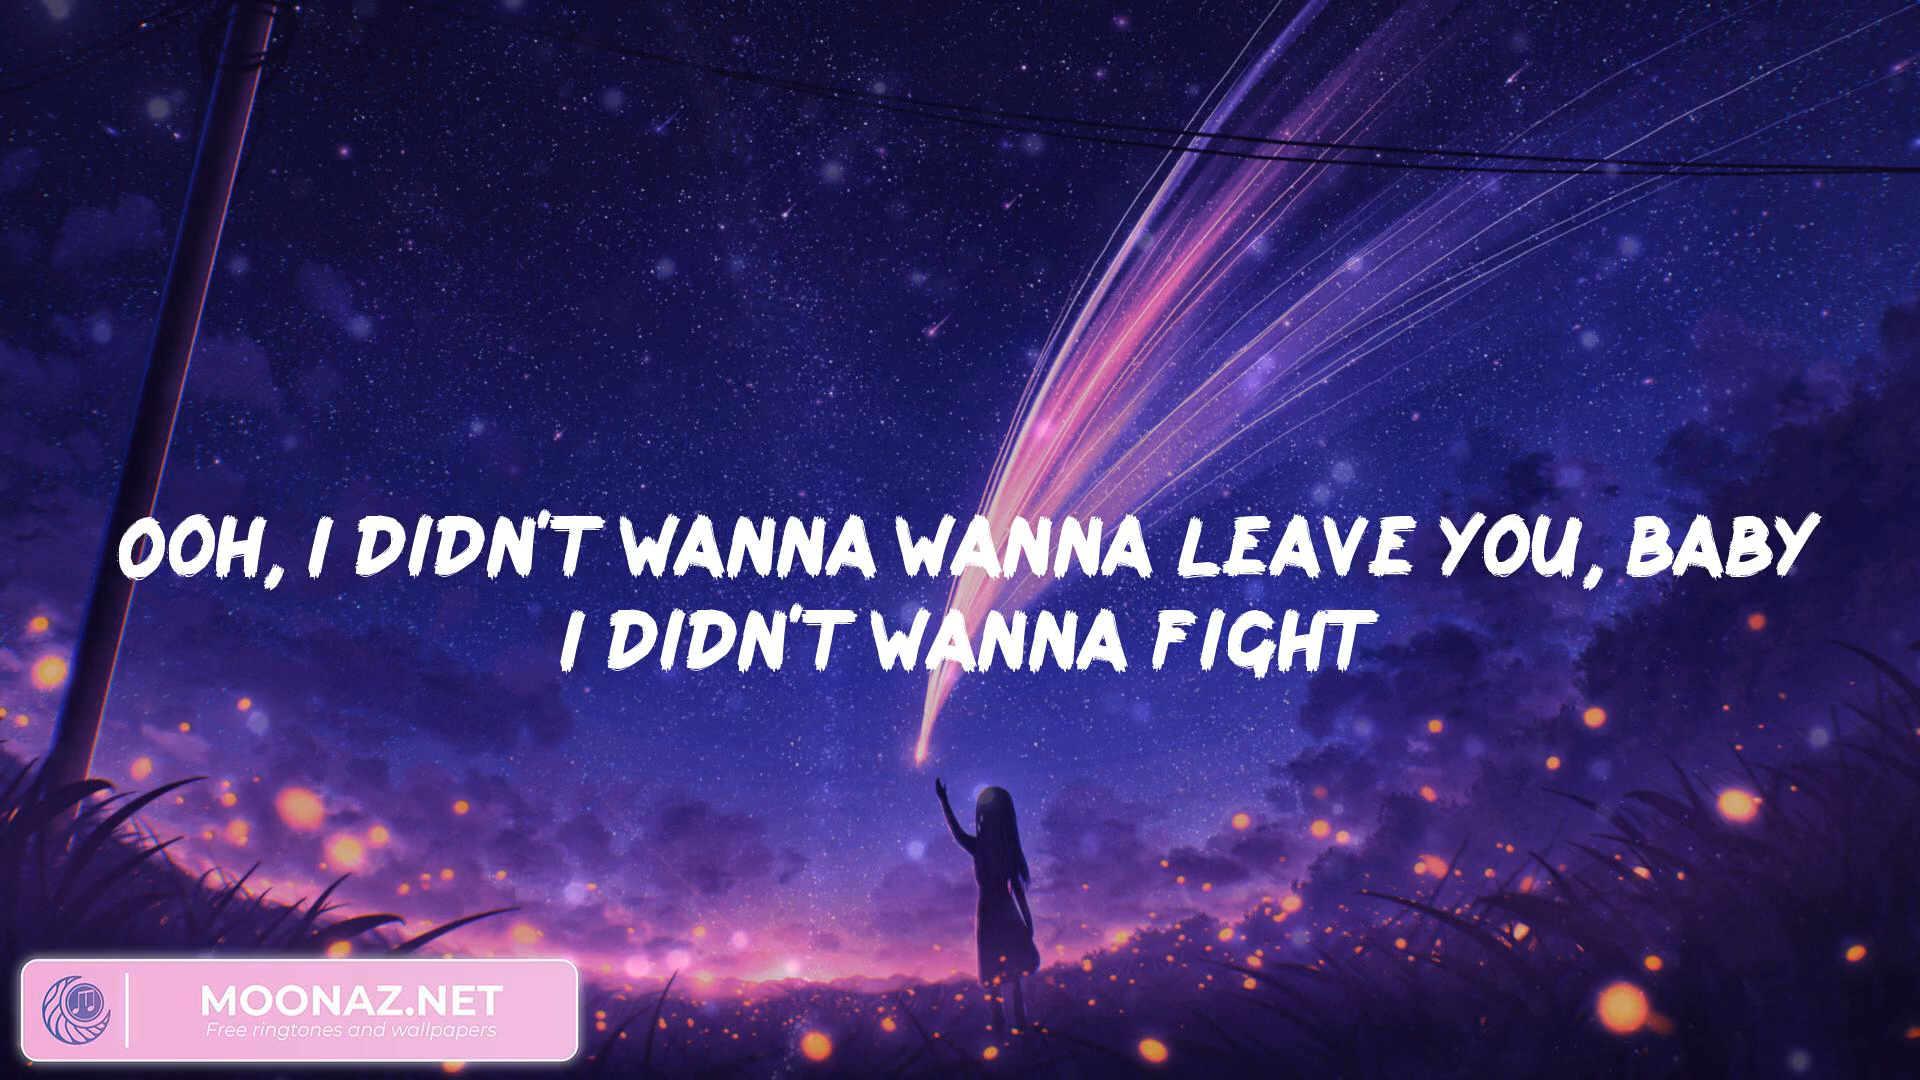 OOH, I DIDN'T WANNA WANNA LEAVE YOU, BABY
I DIDN'T WANNA FIGHT
MOONAZ.NET
Free ringtones and wallpapers